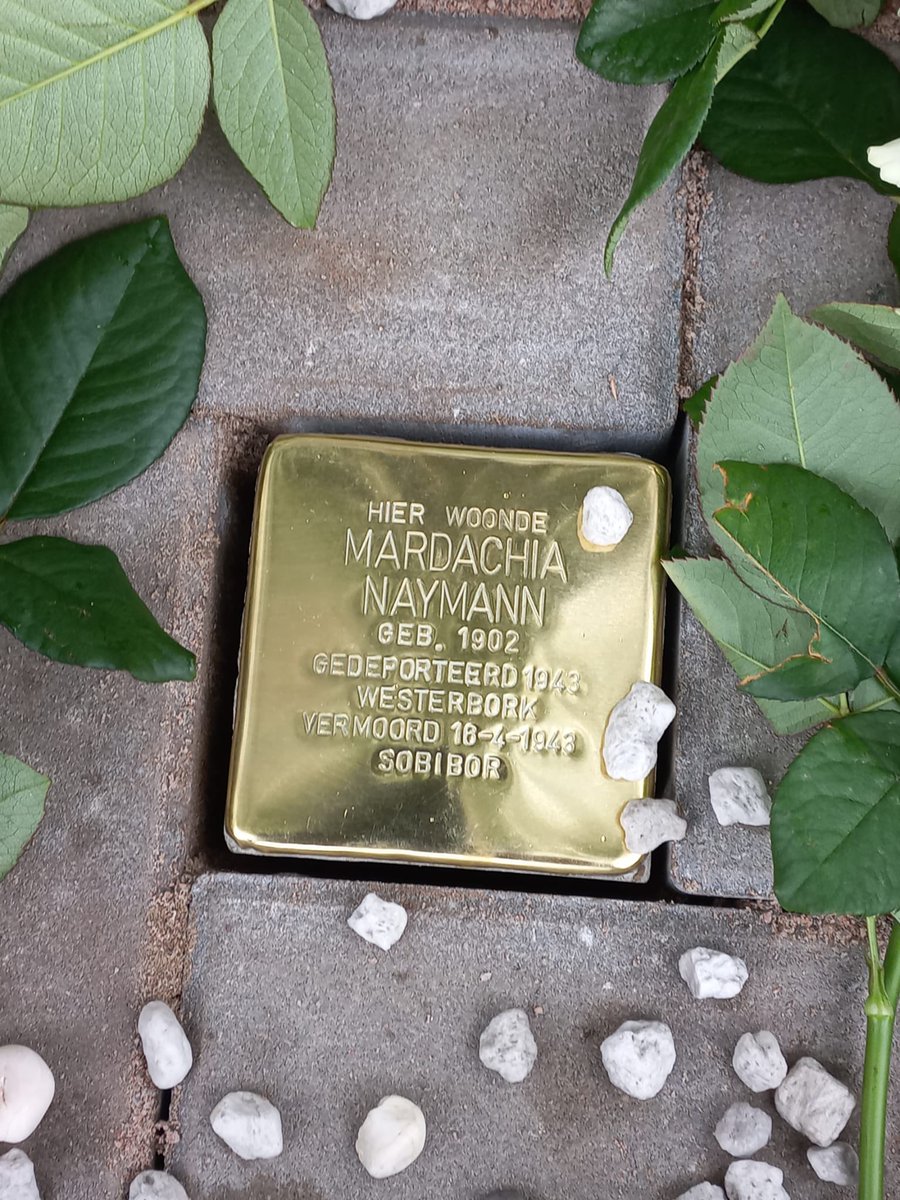 HIER WOONDE
MARDACHIA
NAYMANN
GEB. 1902
GEDEPORTEERD 1943
WESTERBORK
VERMOORD 16-4-1943
SOBIBOR